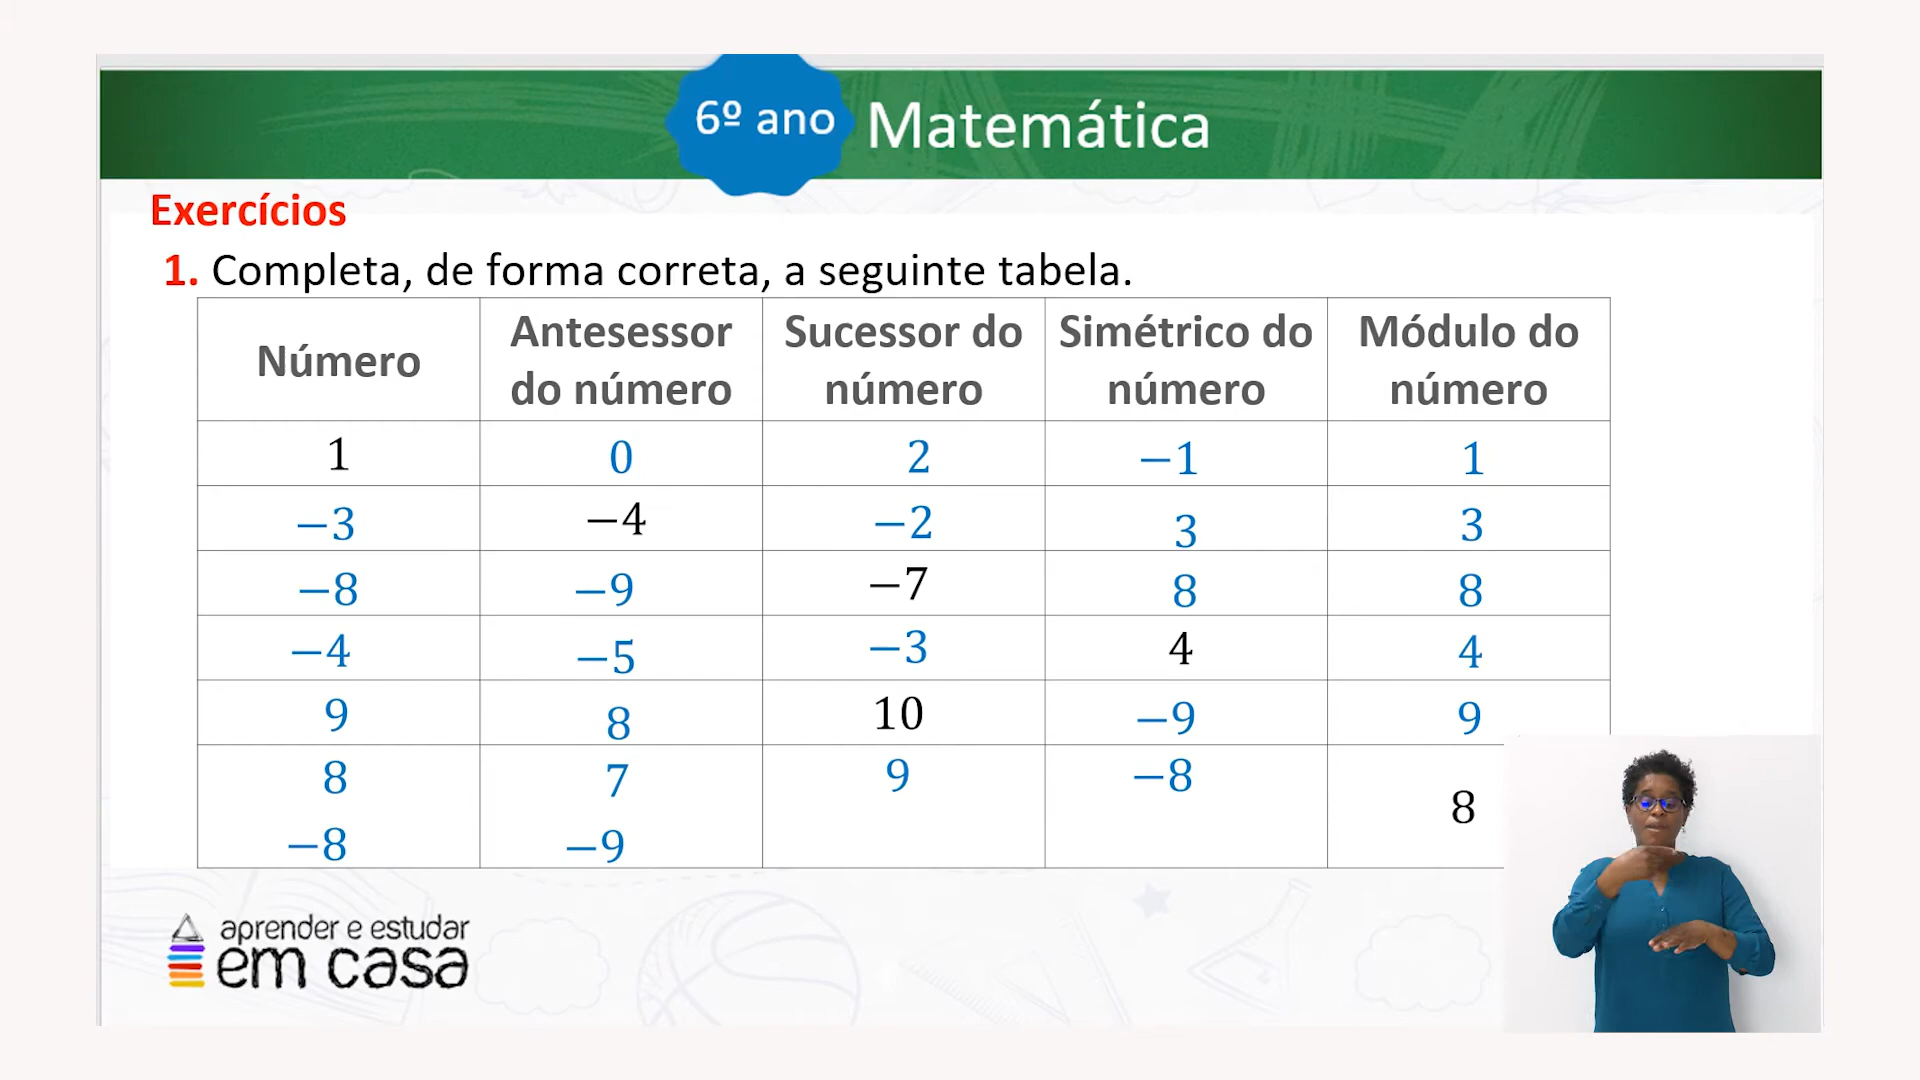 6º ano Matemática
Exercícios
1. Completa, de forma correta, a seguinte tabela.
Número Antesessor do número Sucessor do número Simétrico do número Módulo do número
1 0 2 −1 1
−3 −4 −2 3 3
−8 −9 −7 8 8
−4 −5 −3 4 4
9 8 10 −9 9
8 7 9 −8 8
−8 −9
aprender e estudar
em casa